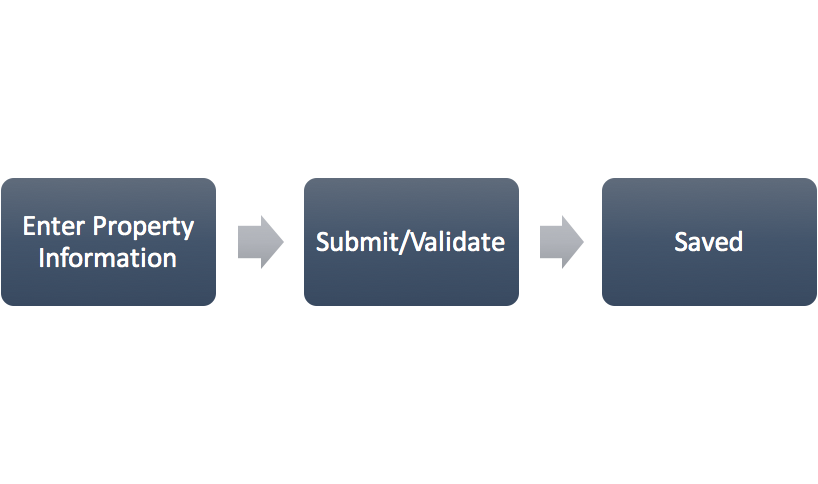 Enter Property
Information
Submit/Validate
Saved